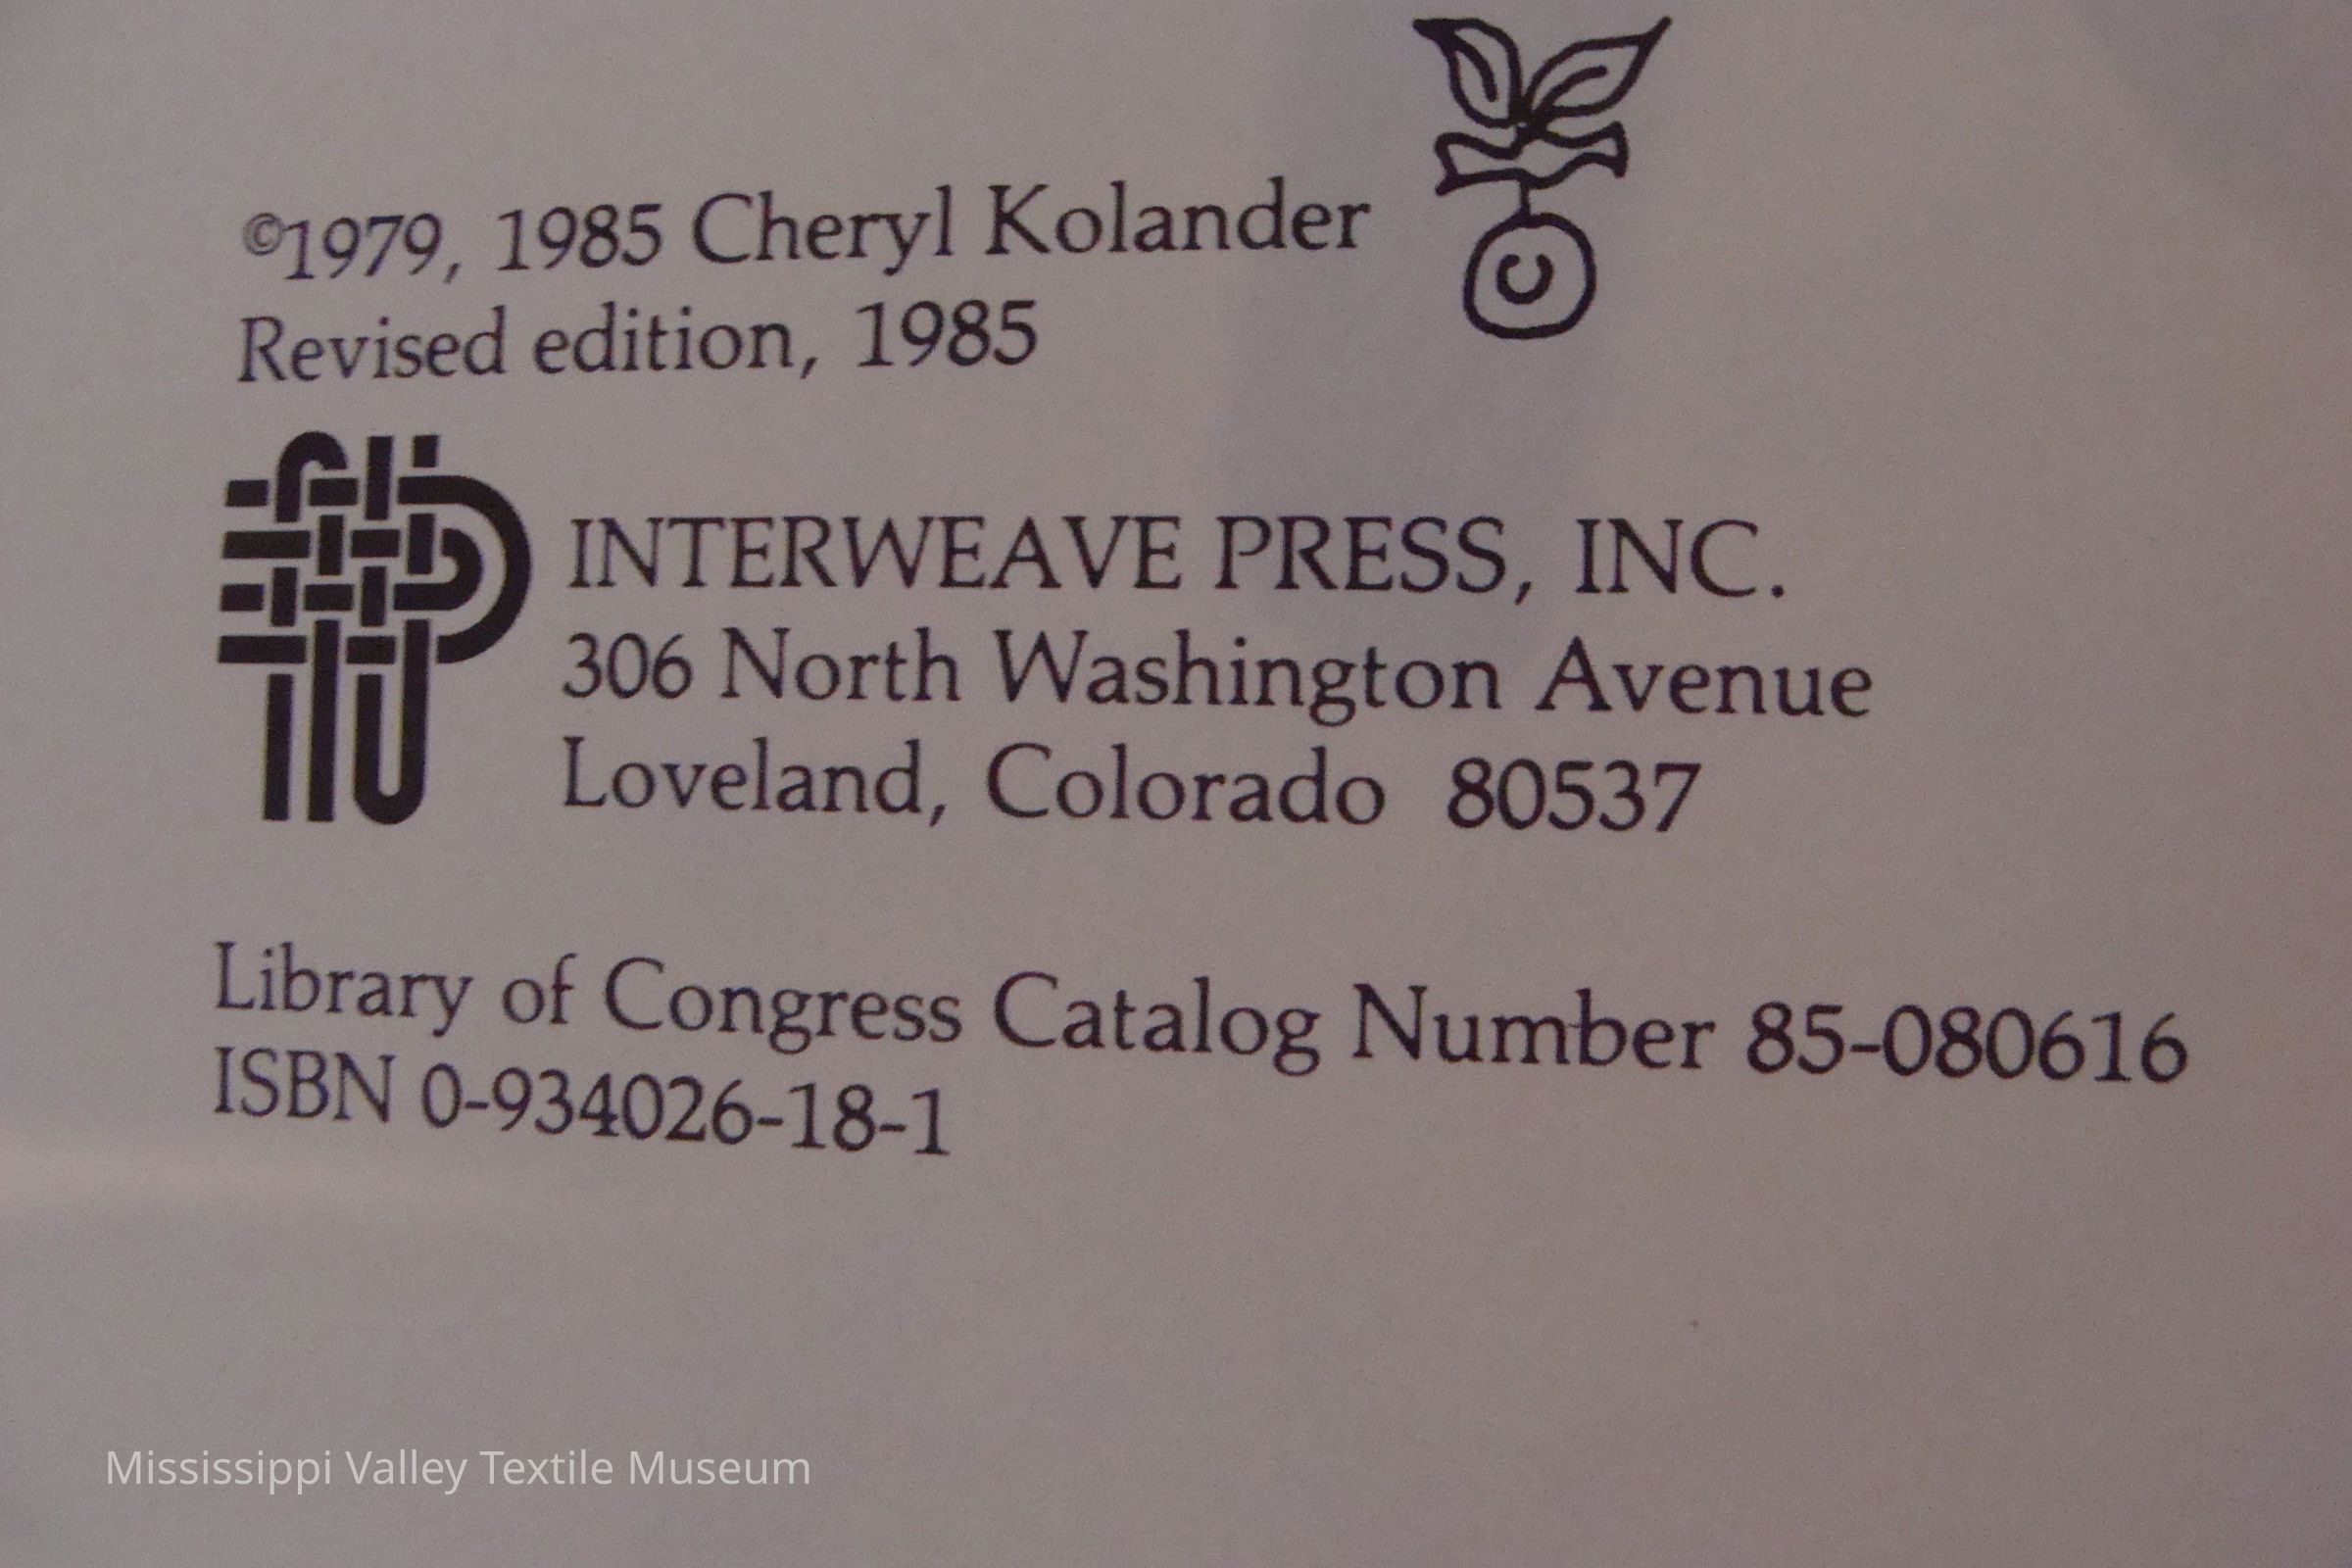 ©1979, 1985 Cheryl Kolander
Revised edition, 1985
©
INTERWEAVE PRESS, INC.
306 North Washington Avenue
Loveland, Colorado 80537
Library of Congress Catalog Number 85-080616
ISBN 0-934026-18-1
Mississippi Valley Textile Museum